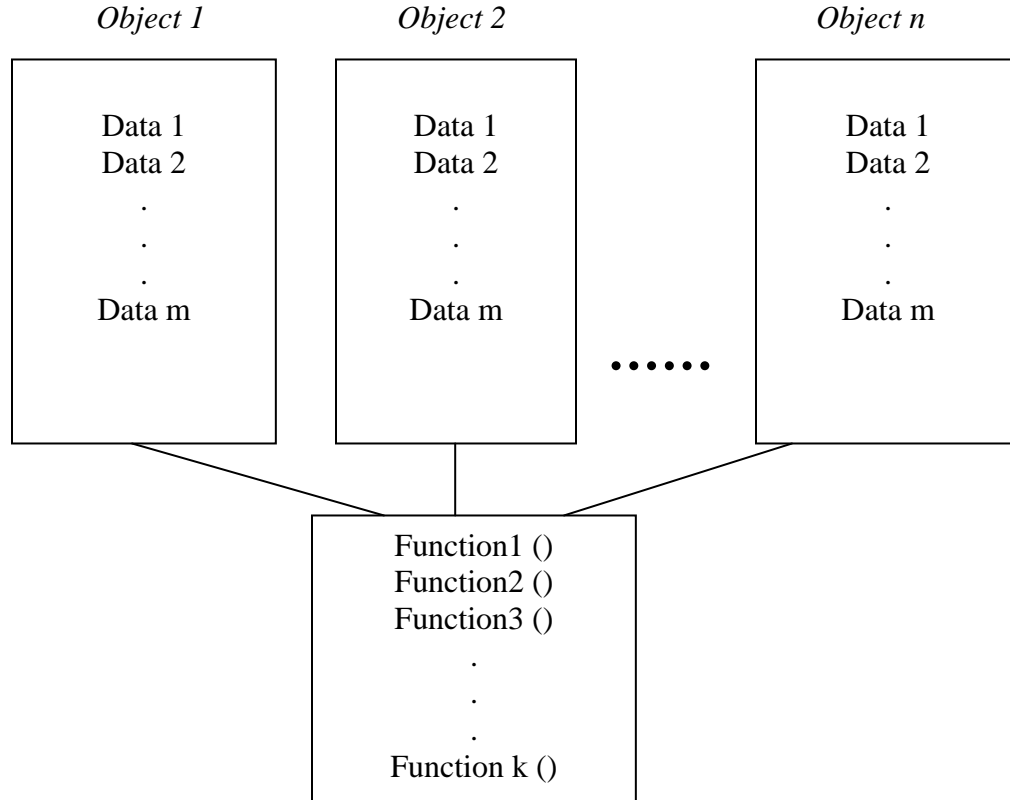 Object 1
Object 2
Object n
Data 1
Data 2
.
.
.
Data m
Data 1
Data 2
.
.
.
Data m
......
Data 1
Data 2
.
.
.
Data m
Function1 ()
Function2 ()
Function3 ()
.
.
.
Function k ()